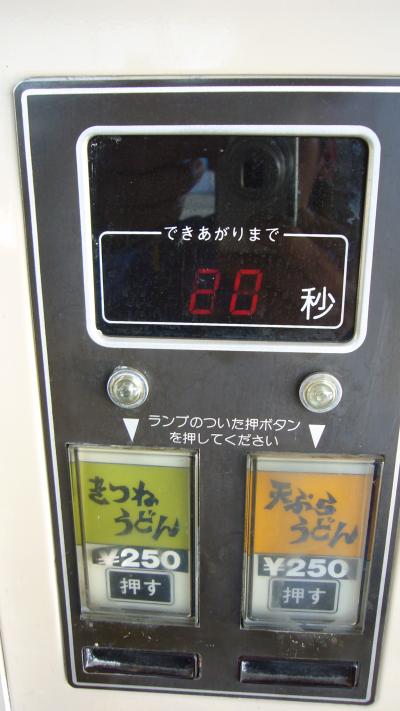 できあがりまで
20 秒
ランプのついた押ボタン
を押してください
きつね
うどん
¥250
押す
天ぷら
うどん
¥250
押す